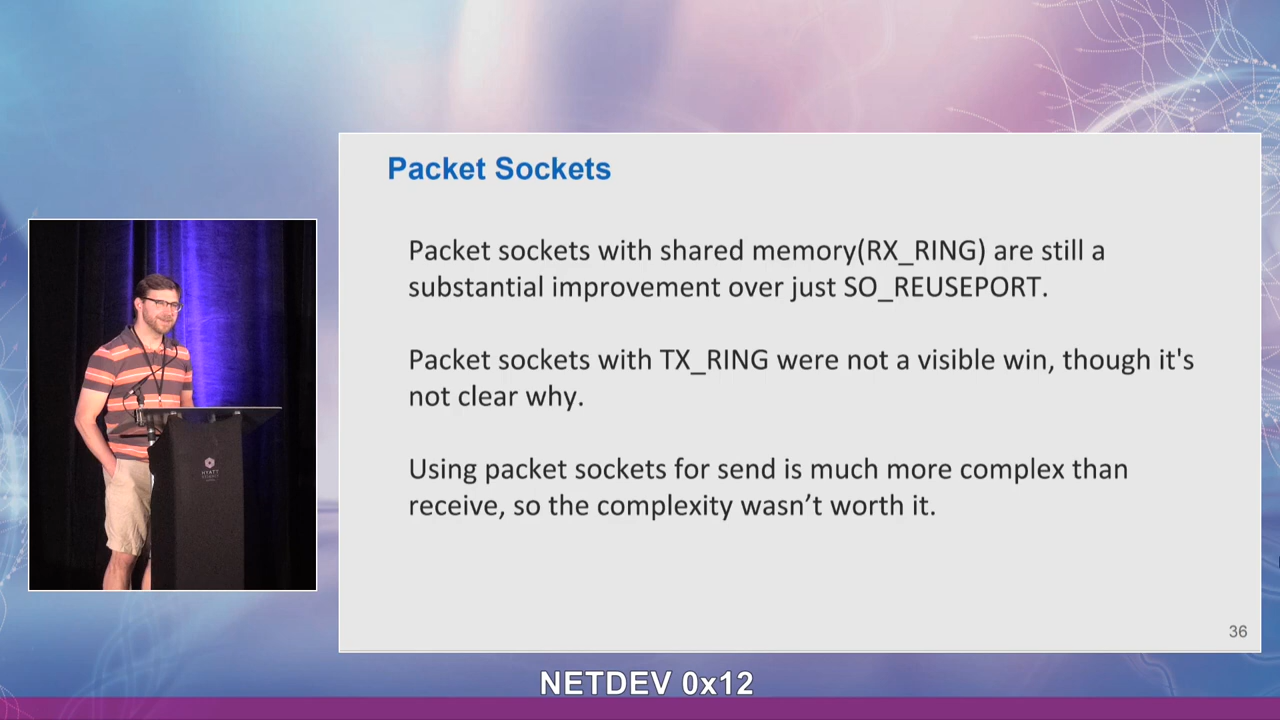 Packet Sockets
Packet sockets with shared memory(RX_RING) are still a
substantial improvement over just SO_REUSEPORT.
Packet sockets with TX_RING were not a visible win, though it's
not clear why.
Using packet sockets for send is much more complex than
receive, so the complexity wasn’t worth it.
36
HYATT
NETDEV 0x12